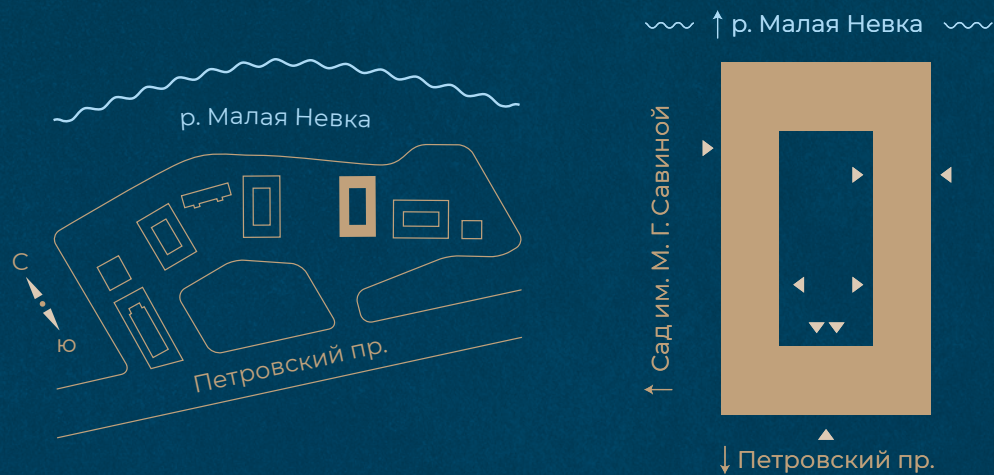 р. Малая Невка
С
Ю
Петровский пр.
↑ р. Малая Невка
← Сад им. М. Г. Савиной
↓ Петровский пр.